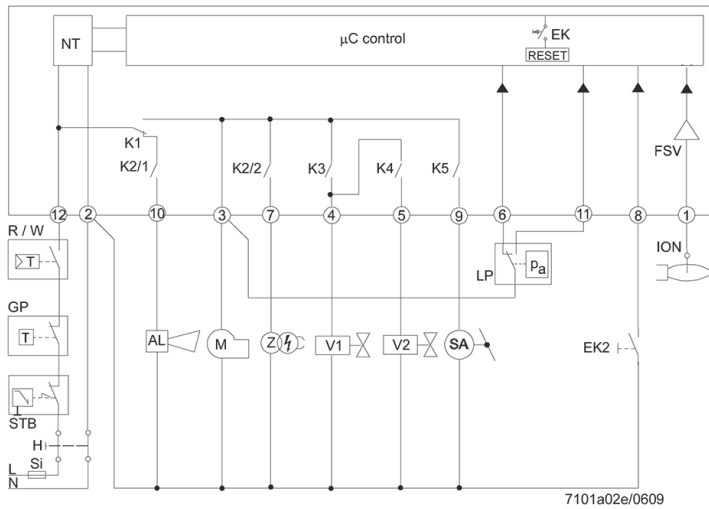 NT
μC control
EK
RESET
K1
K2/1
K2/2
K3
K4
K5
FSV
12
2
10
3
7
4
5
9
6
11
8
1
R / W
T
LP
pa
ION
GP
T
AL
M
Z
V1
V2
SA
EK2
STB
H
L
Si
N
7101a02e/0609